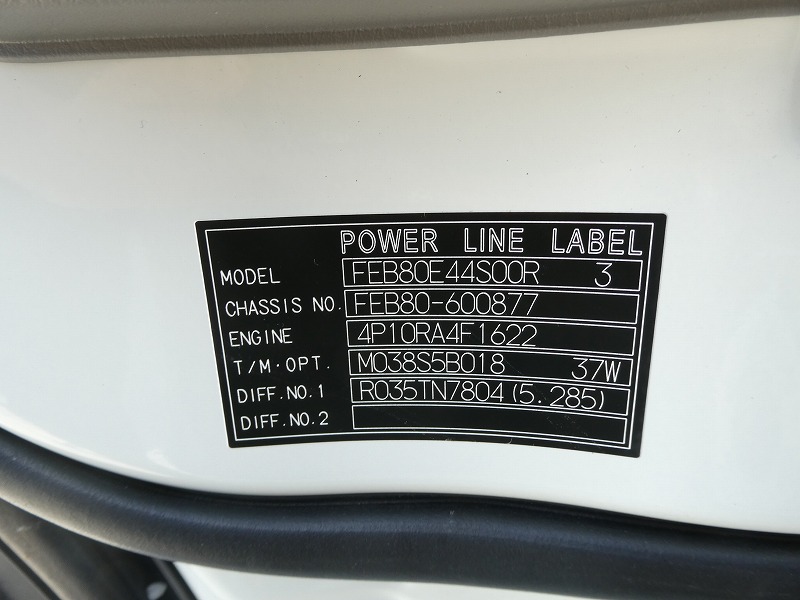 POWER LINE LABEL
MODEL FEB80E44S00R 3
CHASSIS NO. FEB80-600877
ENGINE 4P10RA4F1622
T/M·OPT. M038S5B018 37W
DIFF.NO.1 R035TN7804(5.285)
DIFF.NO.2